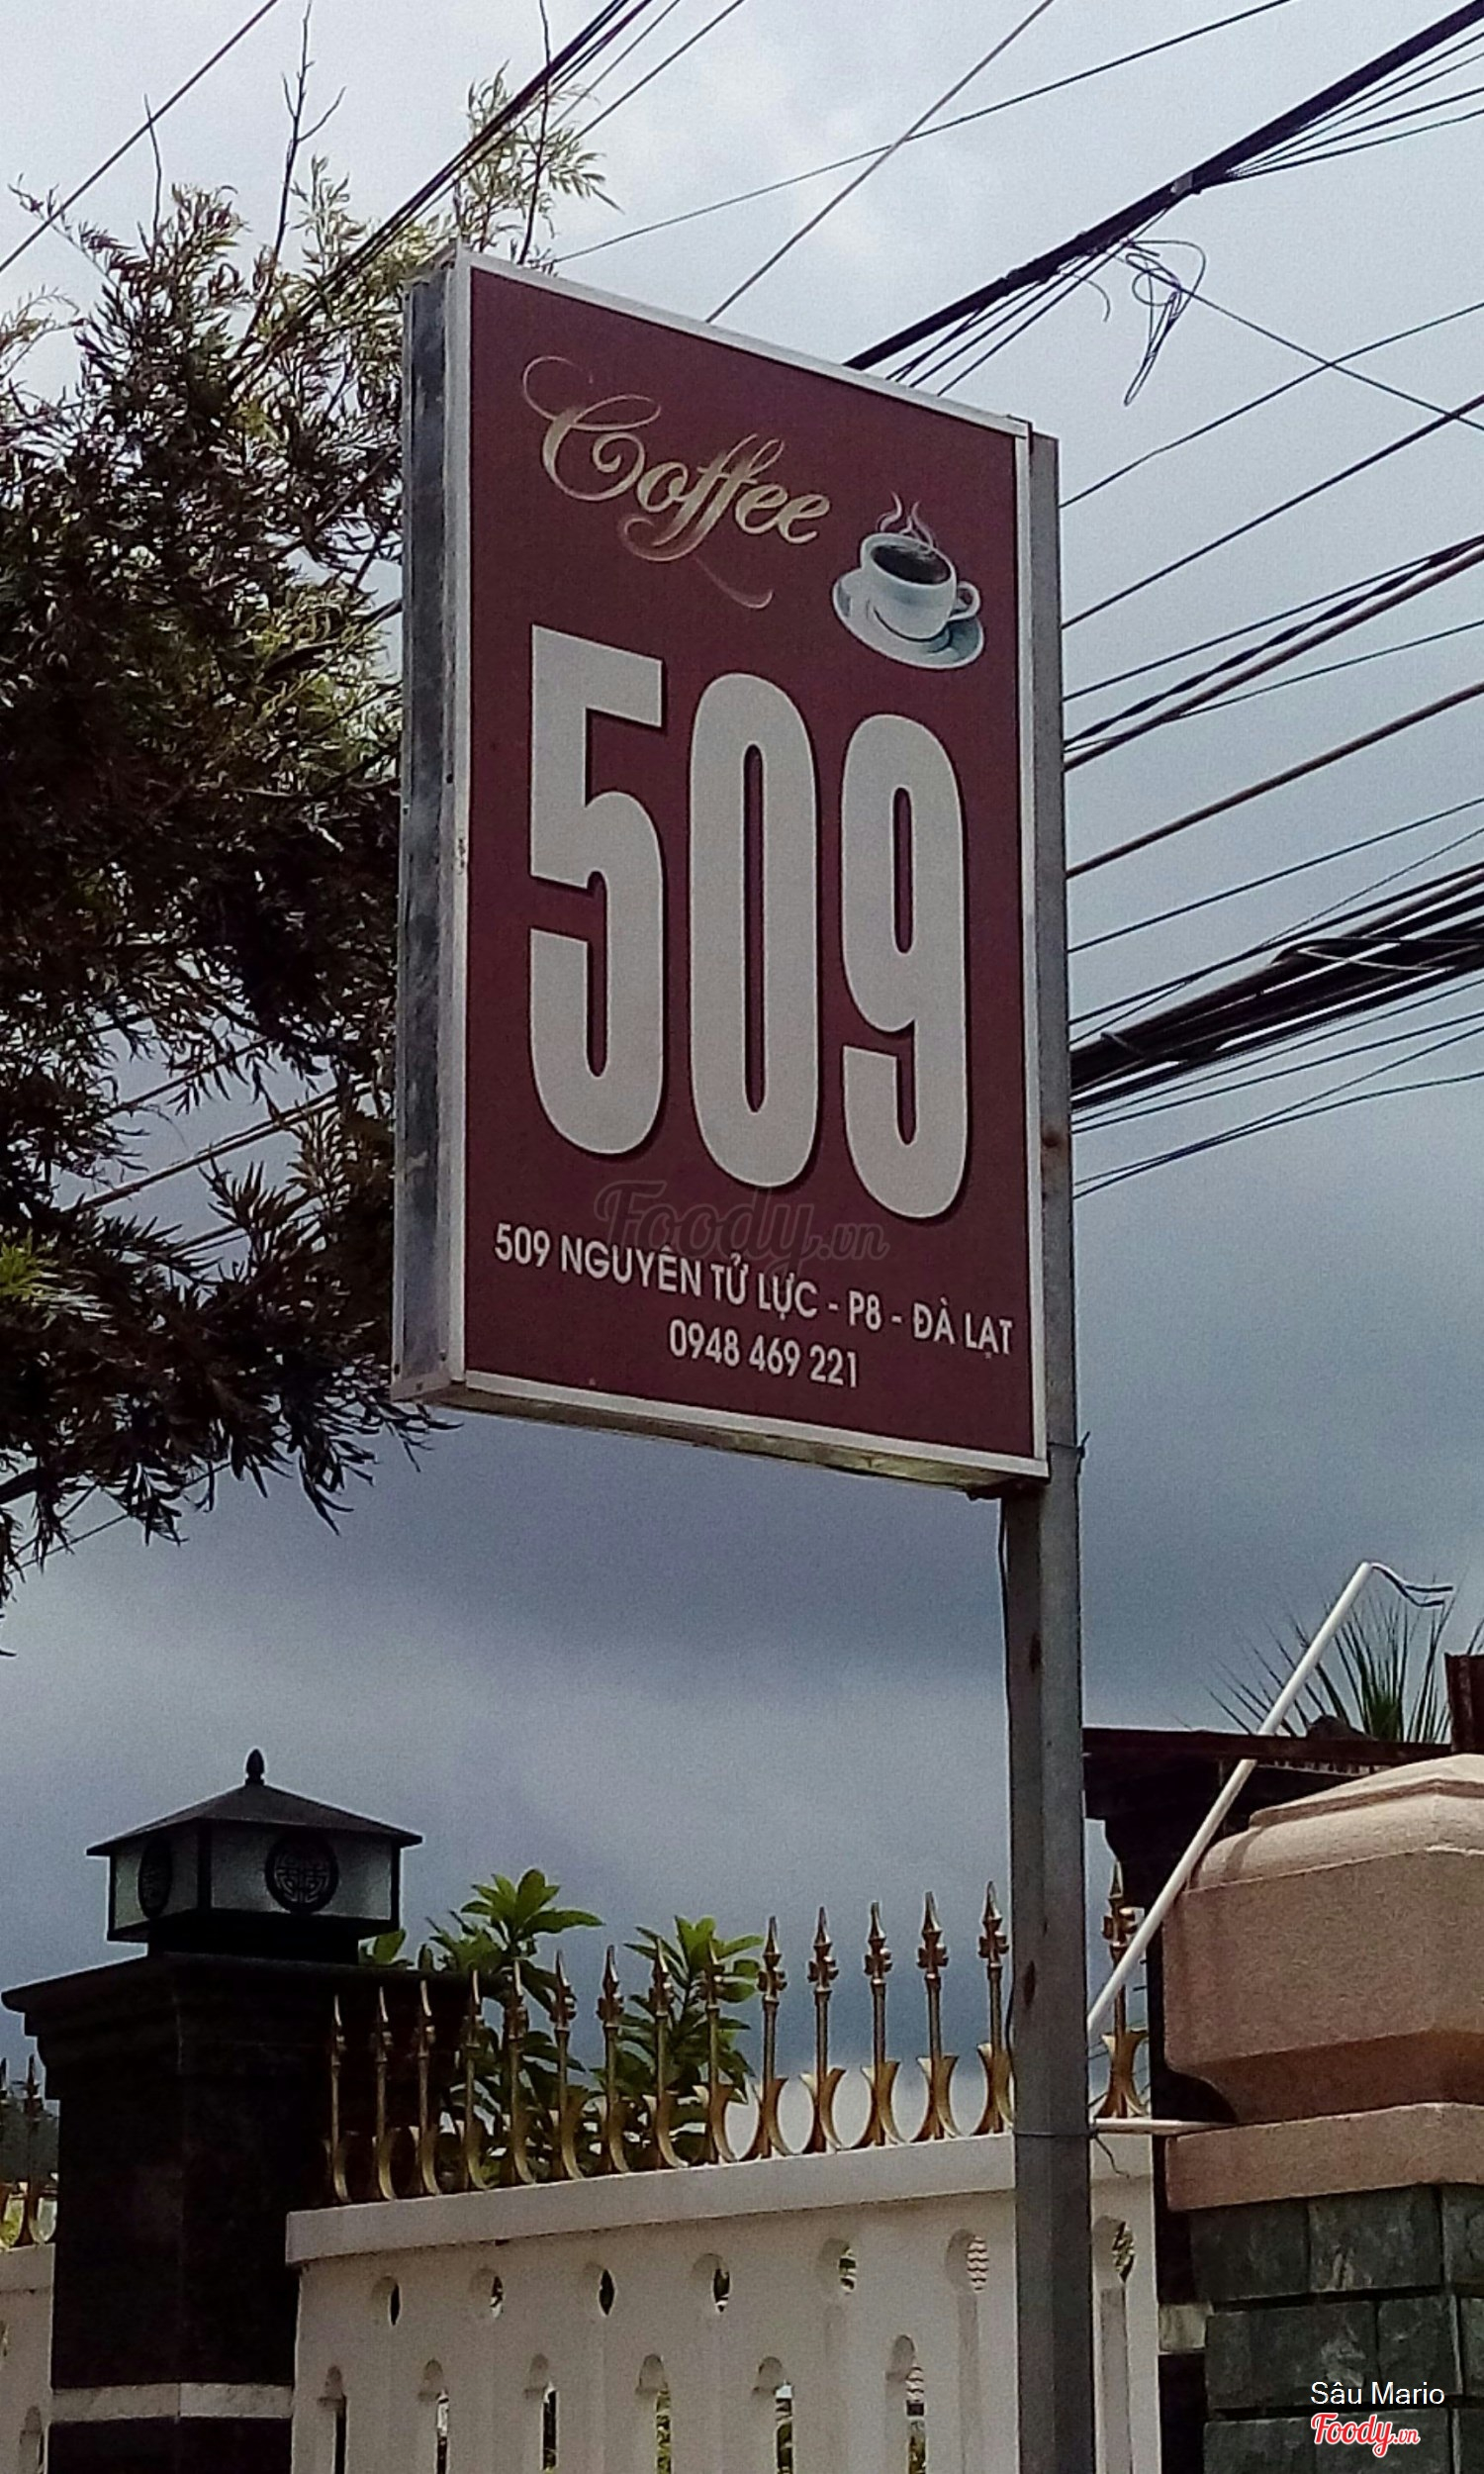 Coffee
509
Foody.vn
509 NGUYÊN TỬ LỰC - P8 - ĐÀ LẠT
0948 469 221
Sâu Mario
Foody.vn